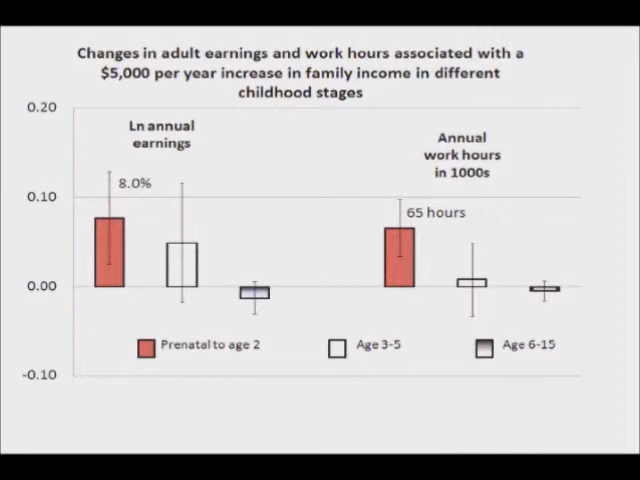 Changes in adult earnings and work hours associated with a
$5,000 per year increase in family income in different
childhood stages
0.20
0.10
0.00
-0.10
Ln annual
earnings
8.0%
Annual
work hours
in 1000s
65 hours
Prenatal to age 2
Age 3-5
Age 6-15